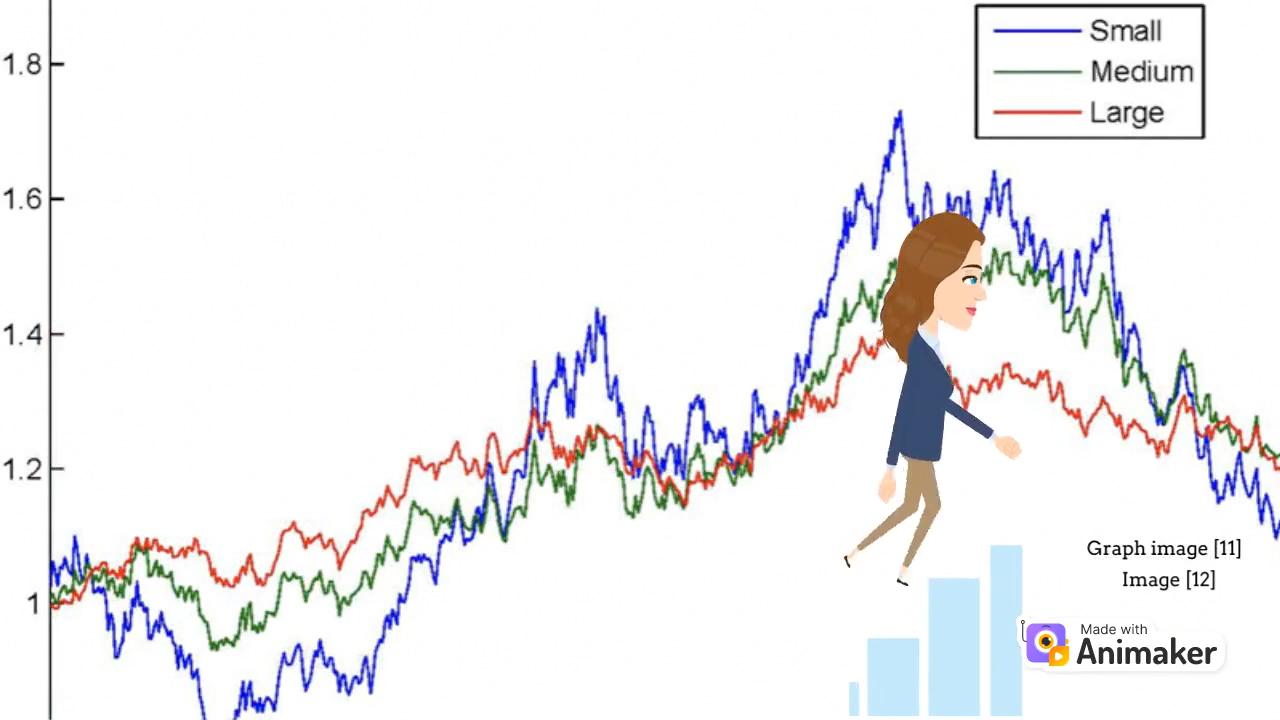 Small
Medium
Large
1.8
1.6
1.4
1.2
1
Graph image [11]
Image [12]
Made with
Animaker